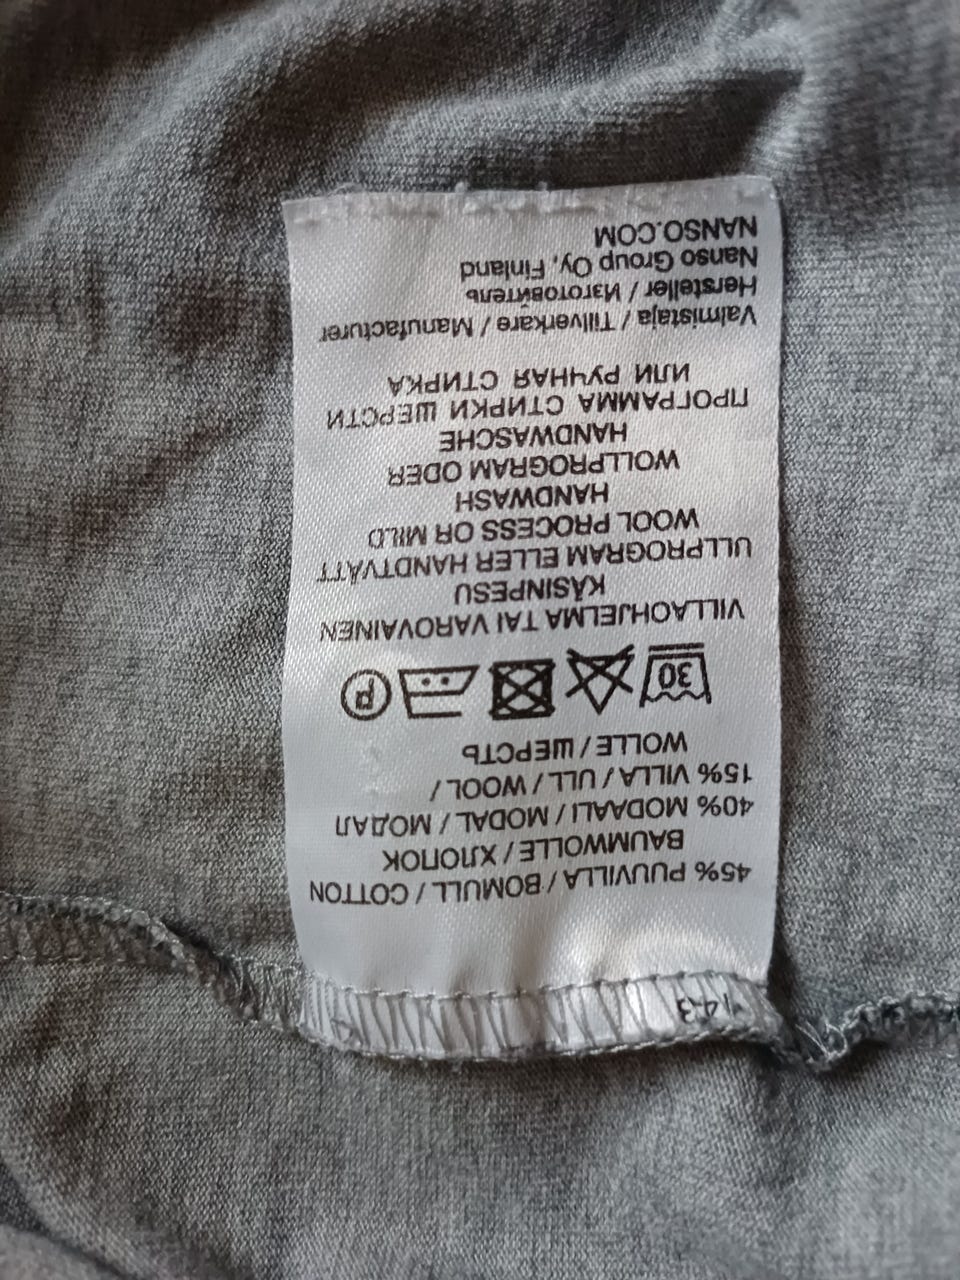 45% PUUVILLA / BOMULL / COTTON
BAUMWOLLE / ХЛОПОК
40% MODAALI / MODAL / МОДАЛ
15% VILLA / ULL / WOOL /
WOLLE / ШЕРСТЬ
30
P
VILLAOHJELMA TAI VAROVAINEN
KÄSINPESU
ULLPROGRAM ELLER HANDTVÄTT
WOOL PROCESS OR MILD
HANDWASH
WOLLPROGRAM ODER
HANDWASCHE
ПРОГРАММА СТИРКИ ШЕРСТИ
ИЛИ РУЧНАЯ СТИРКА
Valmistaja / Tillverkare / Manufacturer
Hersteller / Изготовитель
Nanso Group Oy, Finland
NANSO.COM